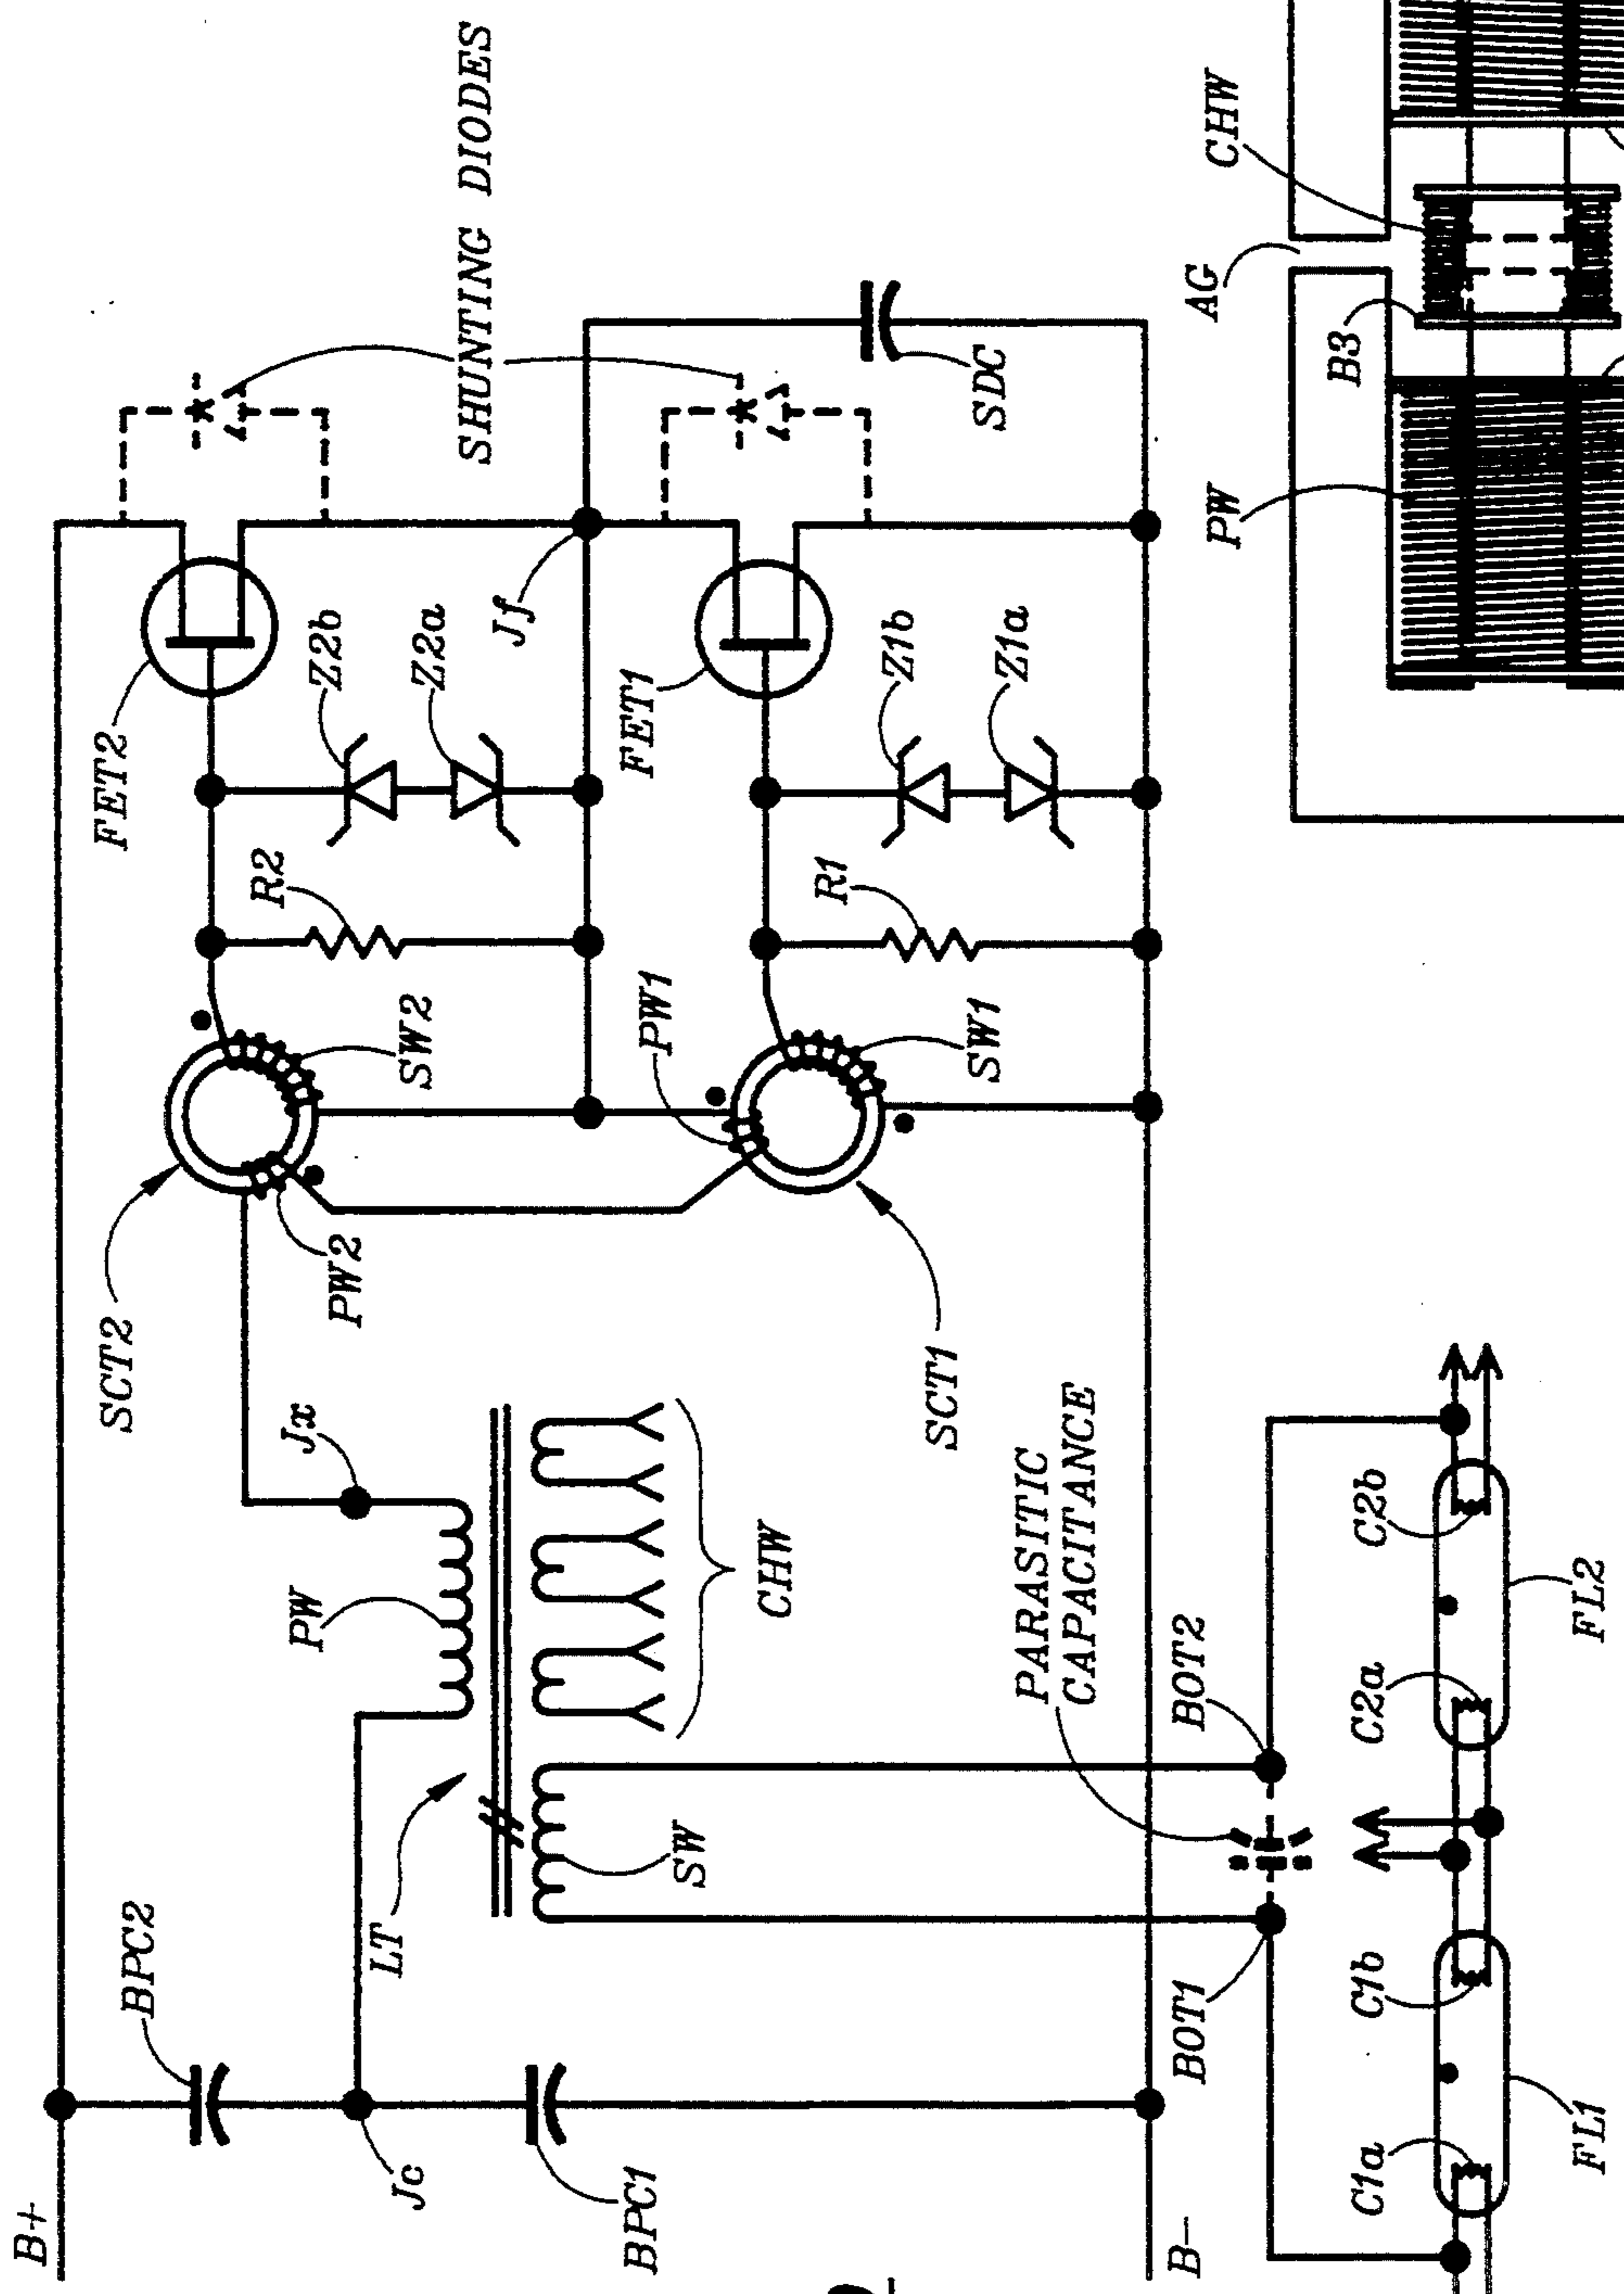 B+
BPC2
Jc
BPC1
B−
LT
PW
Jx
SW
CHW
SCT2
PW2
SW2
PW1
SW1
SCT1
R2
R1
FET2
Z2b
Z2a
Jf
FET1
Z1b
Z1a
SHUNTING DIODES
SDC
PARASITIC
CAPACITANCE
BOT1
BOT2
C1a
C1b
C2a
C2b
FL1
FL2
PW
B3
AG
CHW